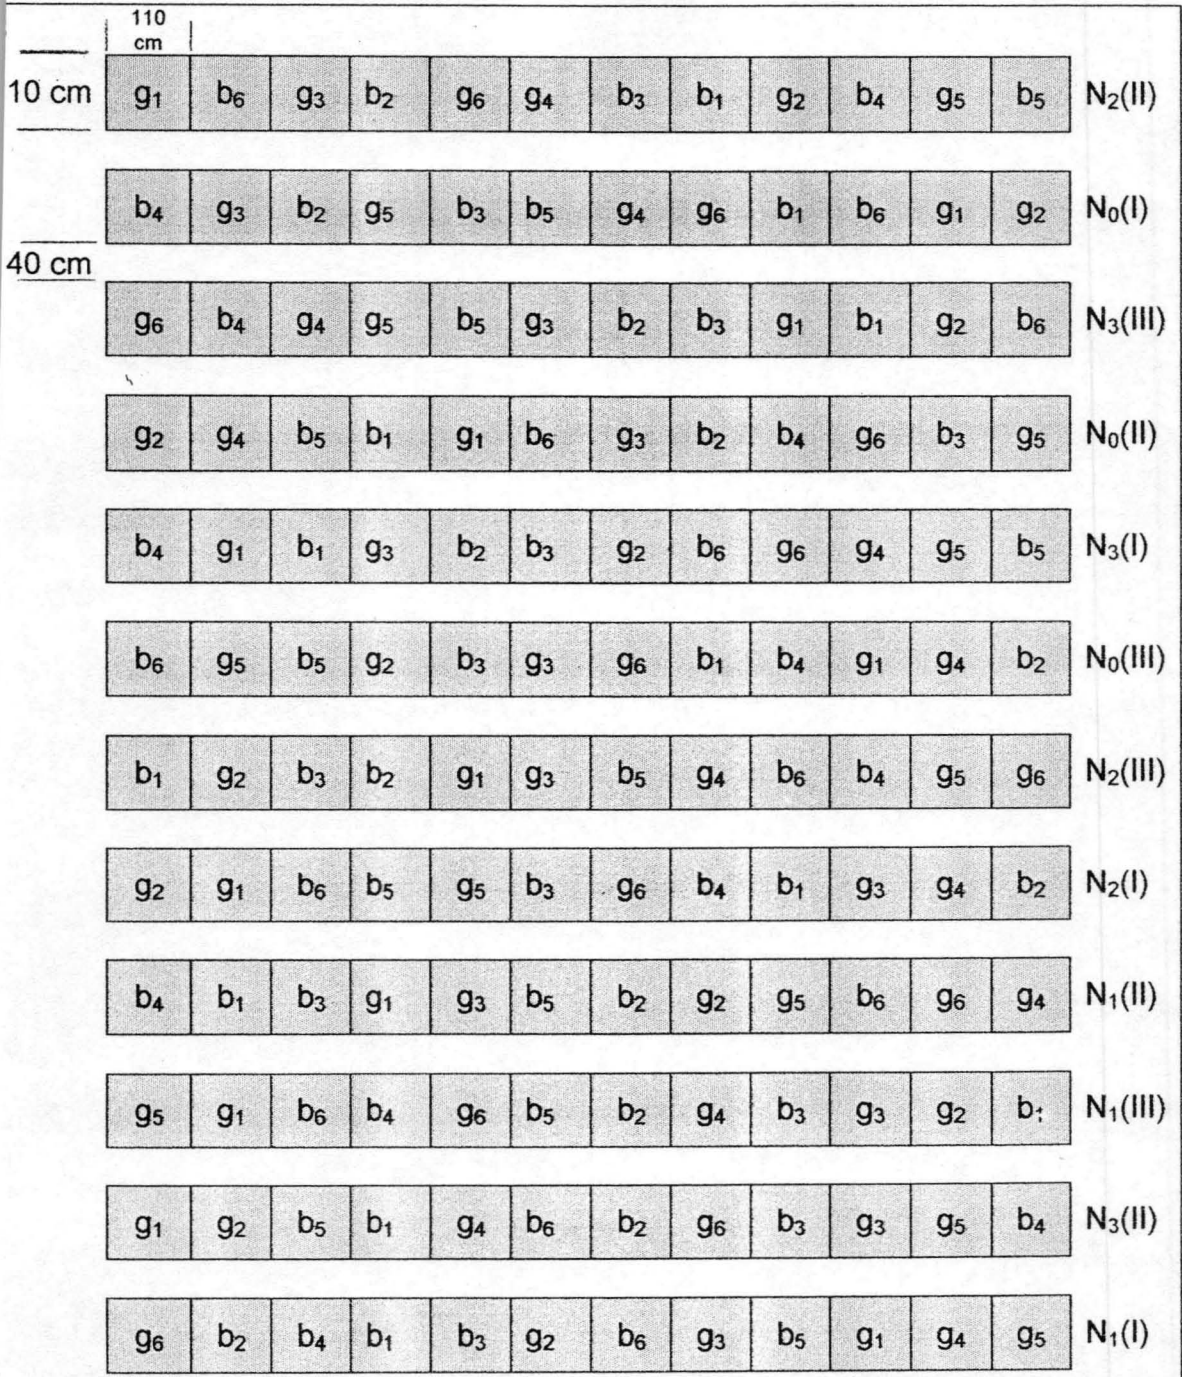 110
cm
10 cm
g₁ b₆ g₃ b₂ g₆ g₄ b₃ b₁ g₂ b₄ g₅ b₅ N₂(II)
b₄ g₃ b₂ g₅ b₃ b₅ g₄ g₆ b₁ b₆ g₁ g₂ N₀(I)
40 cm
g₆ b₄ g₄ g₅ b₅ g₃ b₂ b₃ g₁ b₁ g₂ b₆ N₃(III)
g₂ g₄ b₅ b₁ g₁ b₆ g₃ b₂ b₄ g₆ b₃ g₅ N₀(II)
b₄ g₁ b₁ g₃ b₂ b₃ g₂ b₆ g₆ g₄ g₅ b₅ N₃(I)
b₆ g₅ b₅ g₂ b₃ g₃ g₆ b₁ b₄ g₁ g₄ b₂ N₀(III)
b₁ g₂ b₃ b₂ g₁ g₃ b₅ g₄ b₆ b₄ g₅ g₆ N₂(III)
g₂ g₁ b₆ b₅ g₅ b₃ g₆ b₄ b₁ g₃ g₄ b₂ N₂(I)
b₄ b₁ b₃ g₁ g₃ b₅ b₂ g₂ g₅ b₆ g₆ g₄ N₁(II)
g₅ g₁ b₆ b₄ g₆ b₅ b₂ g₄ b₃ g₃ g₂ b₁ N₁(III)
g₁ g₂ b₅ b₁ g₄ b₆ b₂ g₆ b₃ g₃ g₅ b₄ N₃(II)
g₆ b₂ b₄ b₁ b₃ g₂ b₆ g₃ b₅ g₁ g₄ g₅ N₁(I)